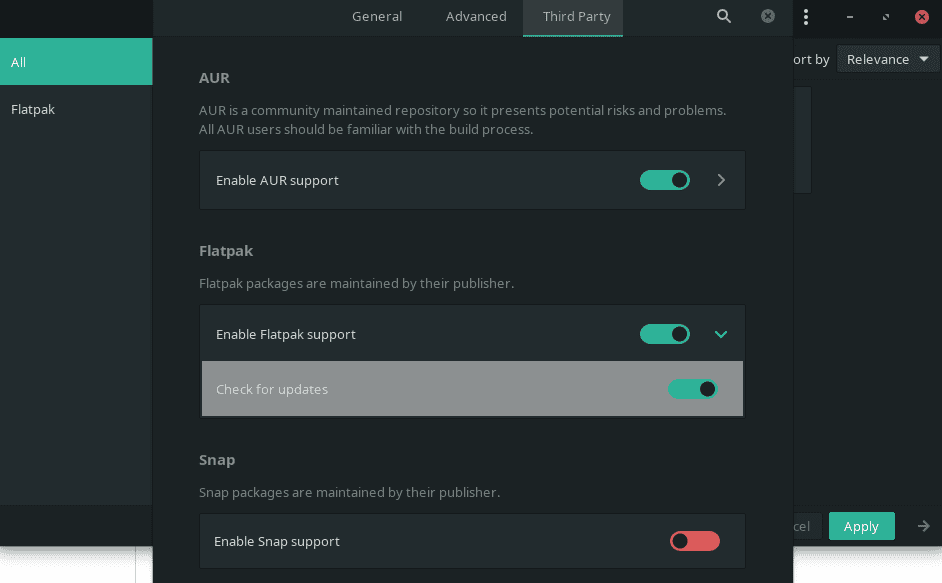 General Advanced Third Party
All
ort by Relevance
Flatpak
AUR
AUR is a community maintained repository so it presents potential risks and problems.
All AUR users should be familiar with the build process.
Enable AUR support
Flatpak
Flatpak packages are maintained by their publisher.
Enable Flatpak support
Check for updates
Snap
Snap packages are maintained by their publisher.
Enable Snap support
cel Apply